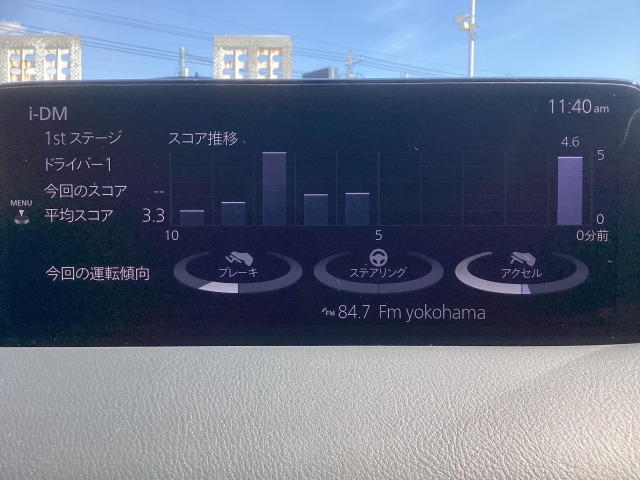 i-DM
11:40am
1st ステージ
スコア推移
4.6
ドライバー1
5
今回のスコア --
MENU
平均スコア 3.3
0
10 5 0分前
今回の運転傾向
ブレーキ ステアリング アクセル
FM 84.7 Fm yokohama